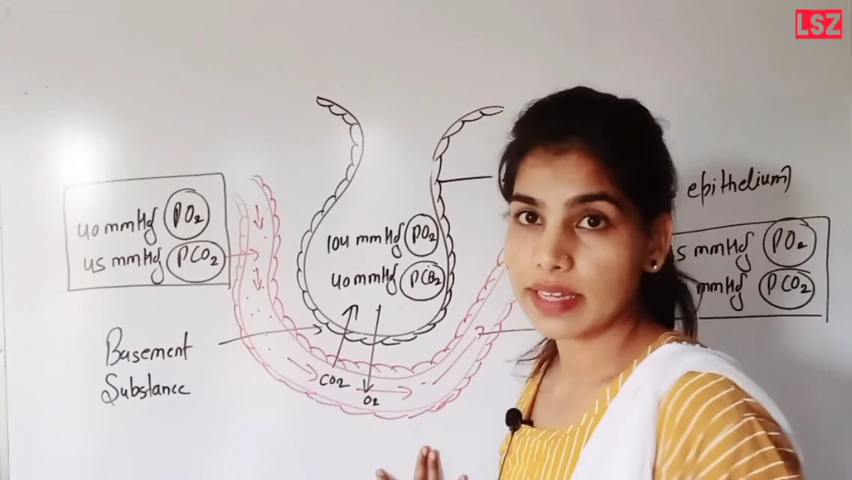 LSZ
epithelium
40 mmHg PO2
45 mmHg PCO2
104 mmHg PO2
40 mmHg PCO2
5 mmHg PO2
mmHg PCO2
Basement
Substance
CO2
O2